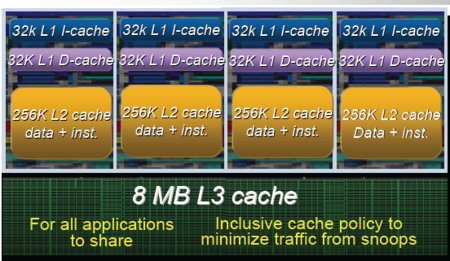 32k L1 I-cache
32K L1 D-cache
256K L2 cache
data + inst.
32k L1 I-cache
32K L1 D-cache
256K L2 cache
data + inst.
32k L1 I-cache
32K L1 D-cache
256K L2 cache
data + inst.
32k L1 I-cache
32K L1 D-cache
256K L2 cache
Data + inst.
8 MB L3 cache
For all applications
to share
Inclusive cache policy to
minimize traffic from snoops